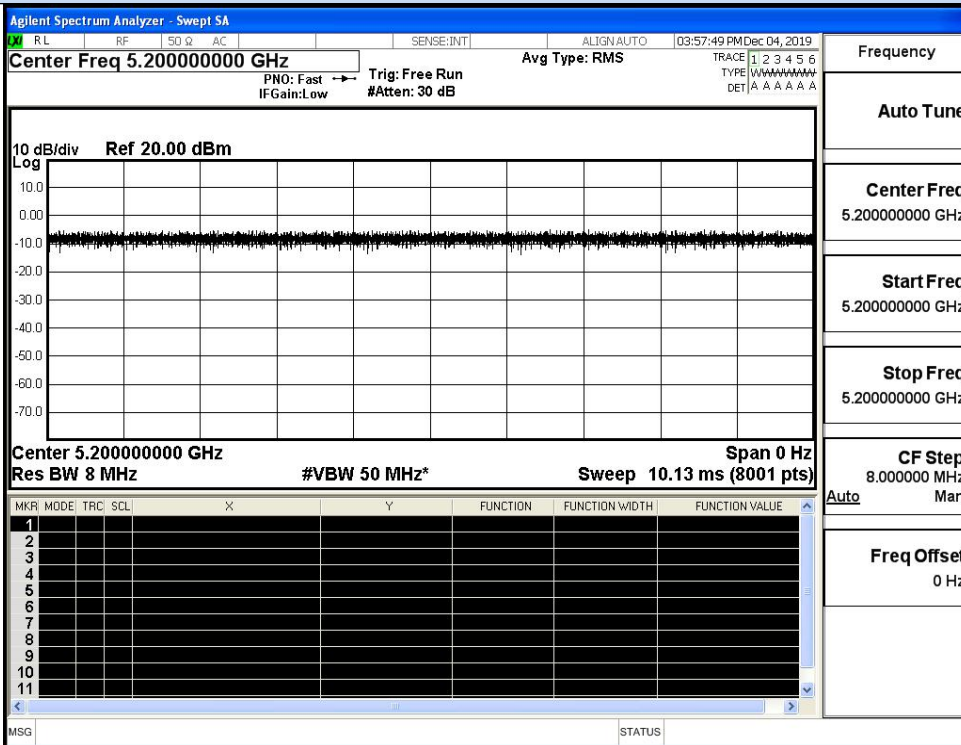 Agilent Spectrum Analyzer - Swept SA
LXI RL RF 50 Ω AC SENSE:INT ALIGN AUTO 03:57:49 PM Dec 04, 2019
Center Freq 5.200000000 GHz
Avg Type: RMS
TRACE 1 2 3 4 5 6
TYPE WWWWWW
DET A A A A A A
PNO: Fast
IFGain:Low
Trig: Free Run
#Atten: 30 dB
10 dB/div
Log
Ref 20.00 dBm
10.0
0.00
-10.0
-20.0
-30.0
-40.0
-50.0
-60.0
-70.0
Center 5.200000000 GHz Span 0 Hz
Res BW 8 MHz #VBW 50 MHz* Sweep 10.13 ms (8001 pts)
MKR MODE TRC SCL X Y FUNCTION FUNCTION WIDTH FUNCTION VALUE
1
2
3
4
5
6
7
8
9
10
11
MSG STATUS
Frequency
Auto Tune
Center Freq
5.200000000 GHz
Start Freq
5.200000000 GHz
Stop Freq
5.200000000 GHz
CF Step
8.000000 MHz
Auto Man
Freq Offset
0 Hz